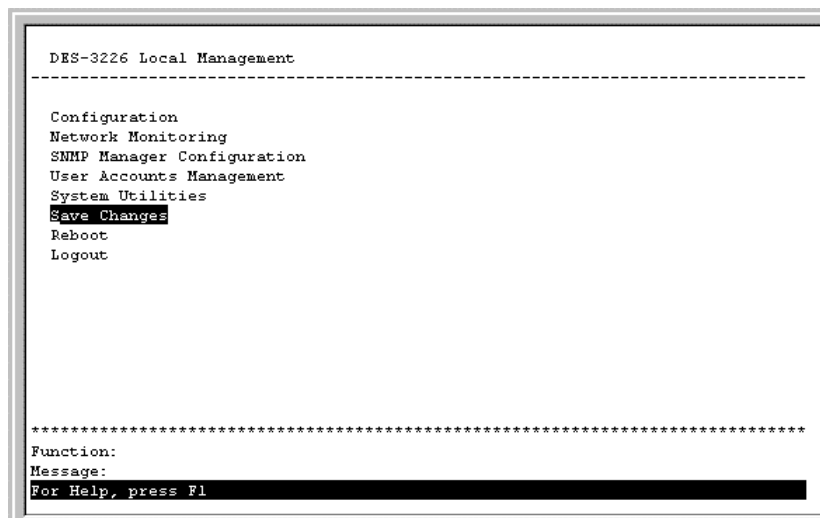 DES-3226 Local Management
--------------------------------------------------------------------------------
Configuration
Network Monitoring
SNMP Manager Configuration
User Accounts Management
System Utilities
Save Changes
Reboot
Logout
********************************************************************************
Function:
Message:
For Help, press F1